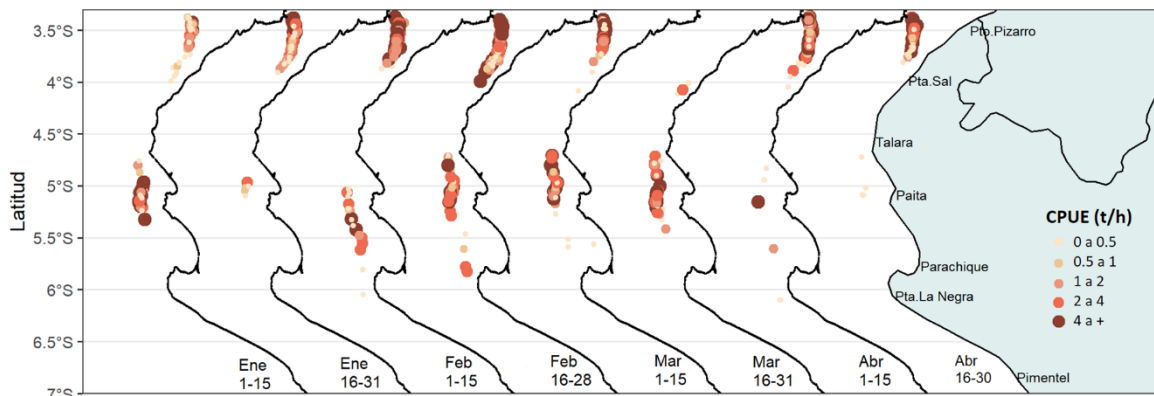 Latitud
3.5°S
4°S
4.5°S
5°S
5.5°S
6°S
6.5°S
7°S
Pto.Pizarro
Pta.Sal
Talara
Paita
Parachique
Pta.La Negra
Pimentel
CPUE (t/h)
0 a 0.5
0.5 a 1
1 a 2
2 a 4
4 a +
Ene
1-15
Ene
16-31
Feb
1-15
Feb
16-28
Mar
1-15
Mar
16-31
Abr
1-15
Abr
16-30